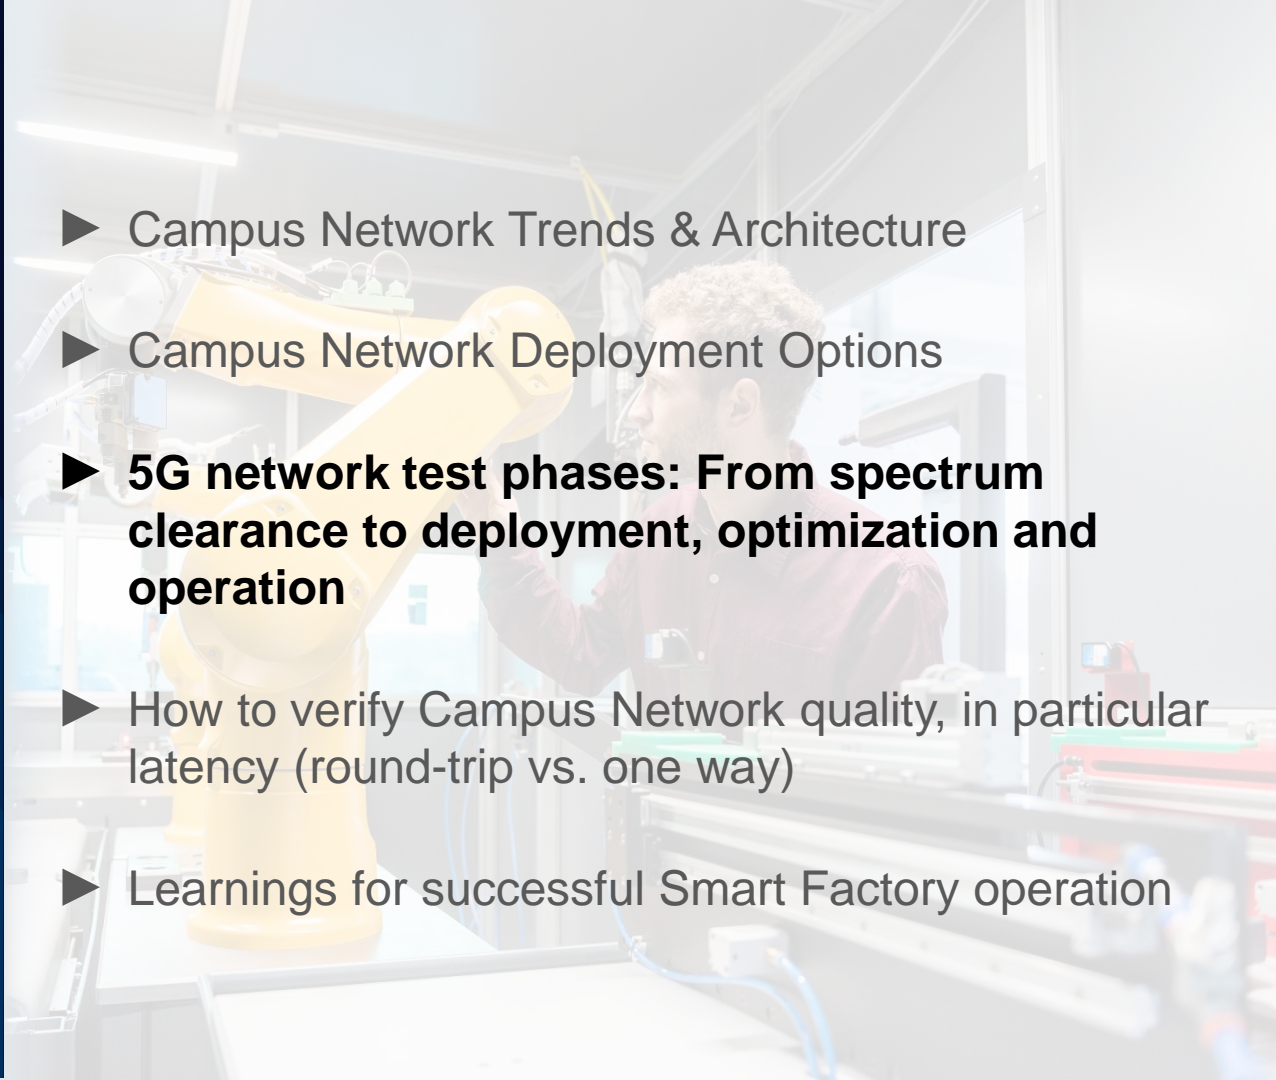 ► Campus Network Trends & Architecture
► Campus Network Deployment Options
► 5G network test phases: From spectrum
clearance to deployment, optimization and
operation
► How to verify Campus Network quality, in particular
latency (round-trip vs. one way)
► Learnings for successful Smart Factory operation